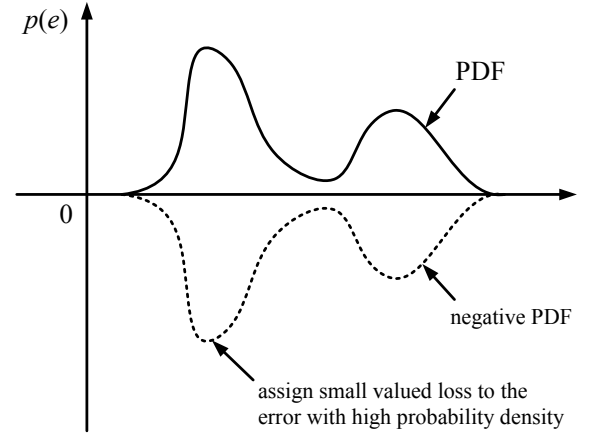 p(e)
PDF
0
negative PDF
assign small valued loss to the
error with high probability density